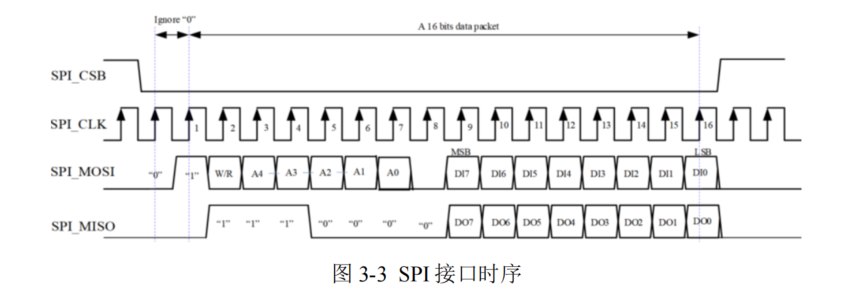 Ignore “0”
A 16 bits data packet
SPI_CSB
SPI_CLK 1 2 3 4 5 6 7 8 9 10 11 12 13 14 15 16
MSB LSB
SPI_MOSI “0” “1” W/R A4 A3 A2 A1 A0 DI7 DI6 DI5 DI4 DI3 DI2 DI1 DI0
SPI_MISO “1” “1” “1” “0” “0” “0” “0” DO7 DO6 DO5 DO4 DO3 DO2 DO1 DO0
图 3-3 SPI 接口时序